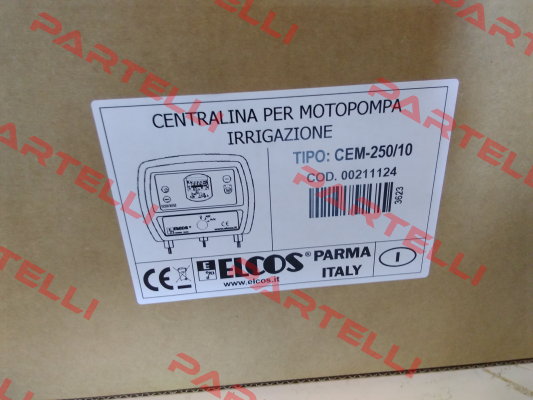 CENTRALINA PER MOTOPOMPA
IRRIGAZIONE
TIPO: CEM-250/10
COD. 00211124
3623
CE
ELCOS® PARMA
ITALY
I
www.elcos.it
PARTELLI
PARTELLI
PARTELLI
PARTELLI
PARTELLI
PARTELLI